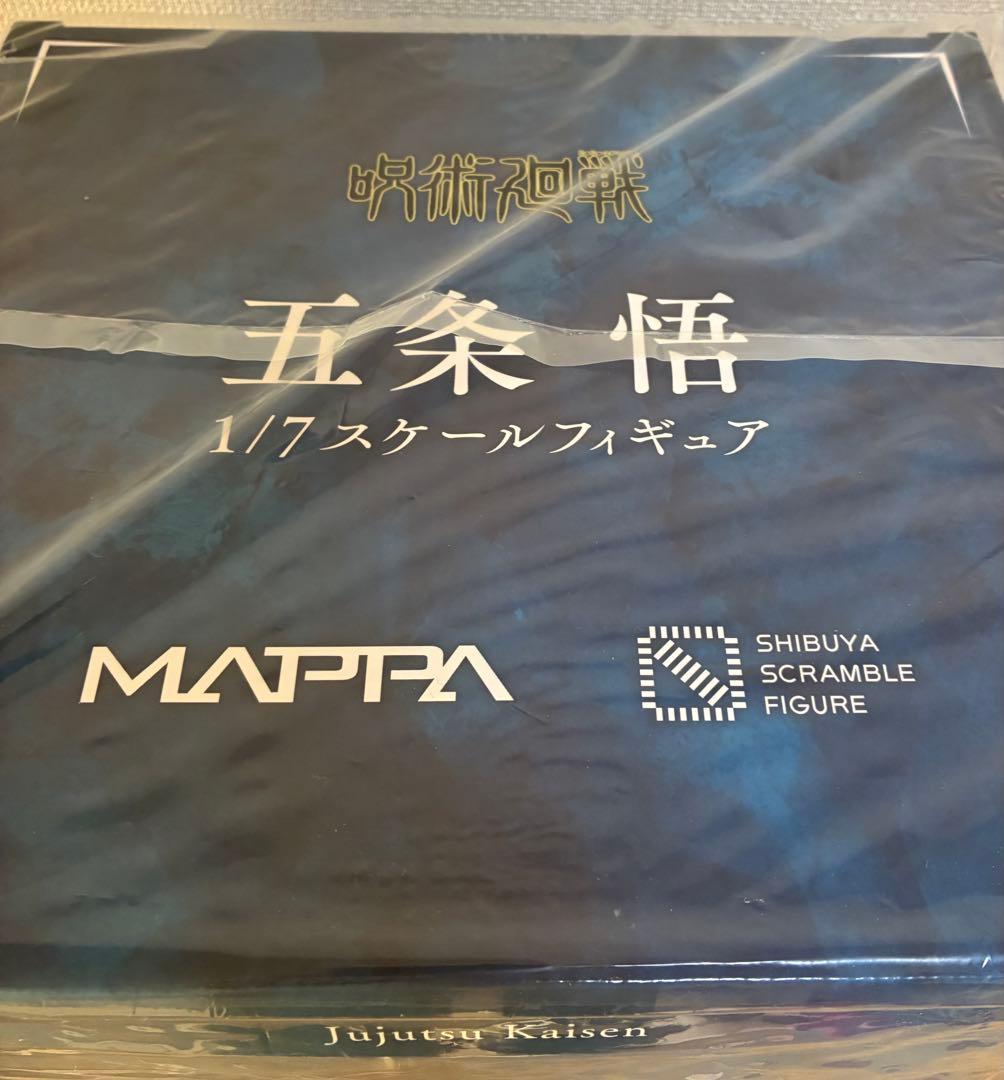 呪術廻戦
五条 悟
1/7 スケールフィギュア
MAPPA
SHIBUYA
SCRAMBLE
FIGURE
Jujutsu Kaisen